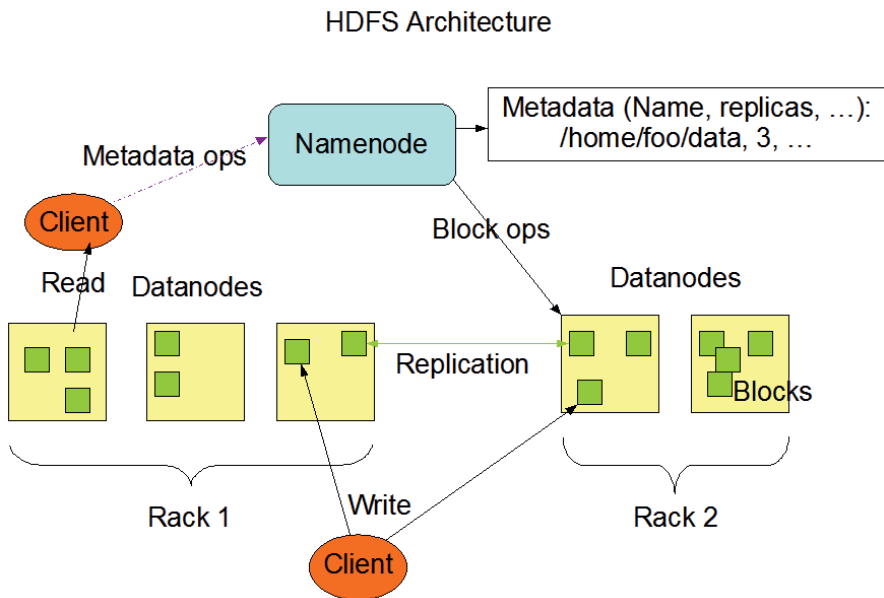 HDFS Architecture
Metadata (Name, replicas, …):
/home/foo/data, 3, …
Namenode
Metadata ops
Client
Block ops
Read
Datanodes
Datanodes
Replication
Blocks
Rack 1
Write
Rack 2
Client